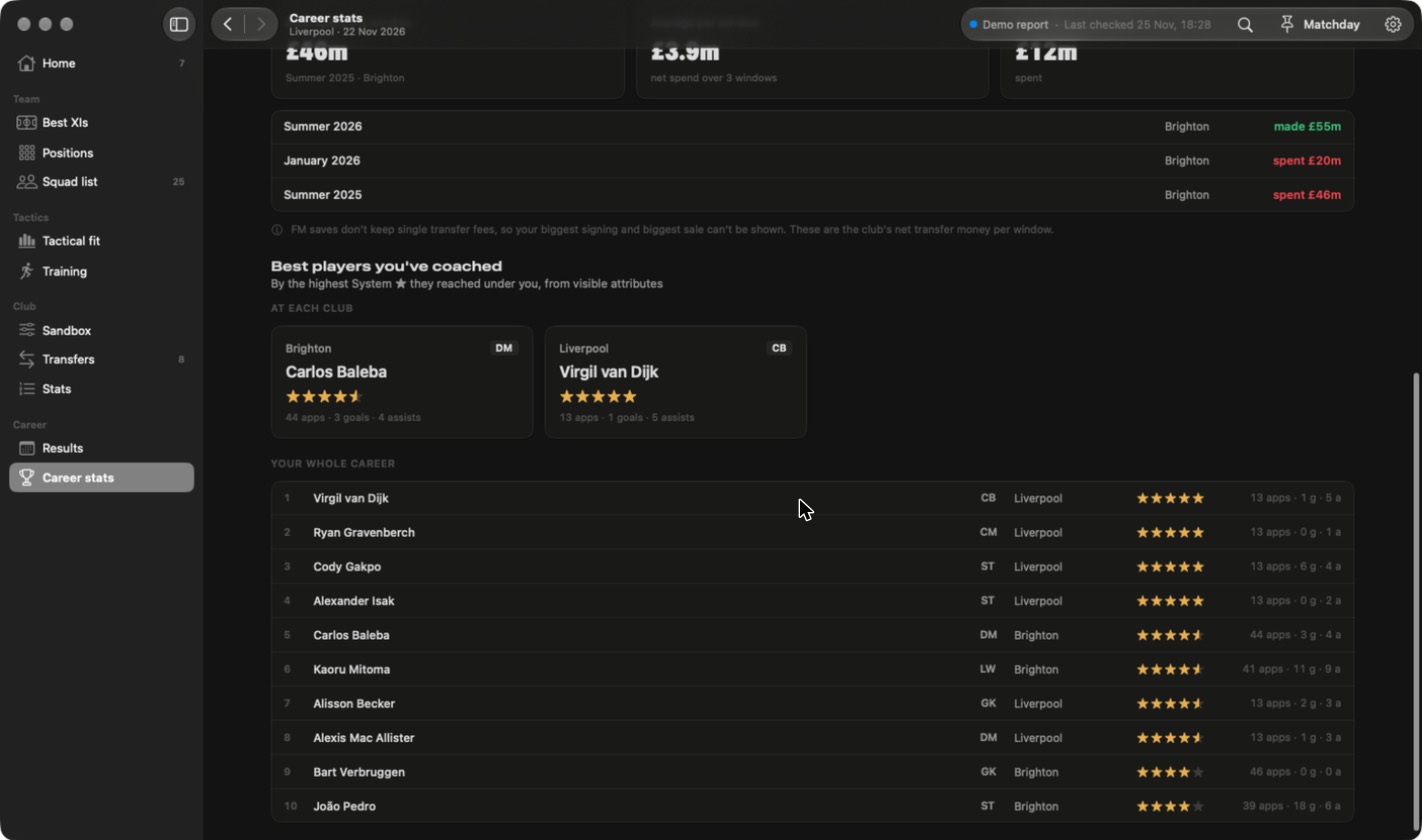 Career stats
Liverpool · 22 Nov 2026
Demo report · Last checked 25 Nov, 18:28
Matchday
Home 7
Team
Best XIs
Positions
Squad list 25
Tactics
Tactical fit
Training
Club
Sandbox
Transfers 8
Stats
Career
Results
Career stats
£46m
Summer 2025 · Brighton
£3.9m
net spend over 3 windows
£12m
spent
Summer 2026 Brighton made £55m
January 2026 Brighton spent £20m
Summer 2025 Brighton spent £46m
FM saves don't keep single transfer fees, so your biggest signing and biggest sale can't be shown. These are the club's net transfer money per window.
Best players you've coached
By the highest System ★ they reached under you, from visible attributes
AT EACH CLUB
Brighton DM
Carlos Baleba
44 apps · 3 goals · 4 assists
Liverpool CB
Virgil van Dijk
13 apps · 1 goals · 5 assists
YOUR WHOLE CAREER
1 Virgil van Dijk CB Liverpool 13 apps · 1 g · 5 a
2 Ryan Gravenberch CM Liverpool 13 apps · 0 g · 1 a
3 Cody Gakpo ST Liverpool 13 apps · 6 g · 4 a
4 Alexander Isak ST Liverpool 13 apps · 0 g · 2 a
5 Carlos Baleba DM Brighton 44 apps · 3 g · 4 a
6 Kaoru Mitoma LW Brighton 41 apps · 11 g · 9 a
7 Alisson Becker GK Liverpool 13 apps · 2 g · 3 a
8 Alexis Mac Allister DM Liverpool 13 apps · 1 g · 3 a
9 Bart Verbruggen GK Brighton 46 apps · 0 g · 0 a
10 João Pedro ST Brighton 39 apps · 18 g · 6 a